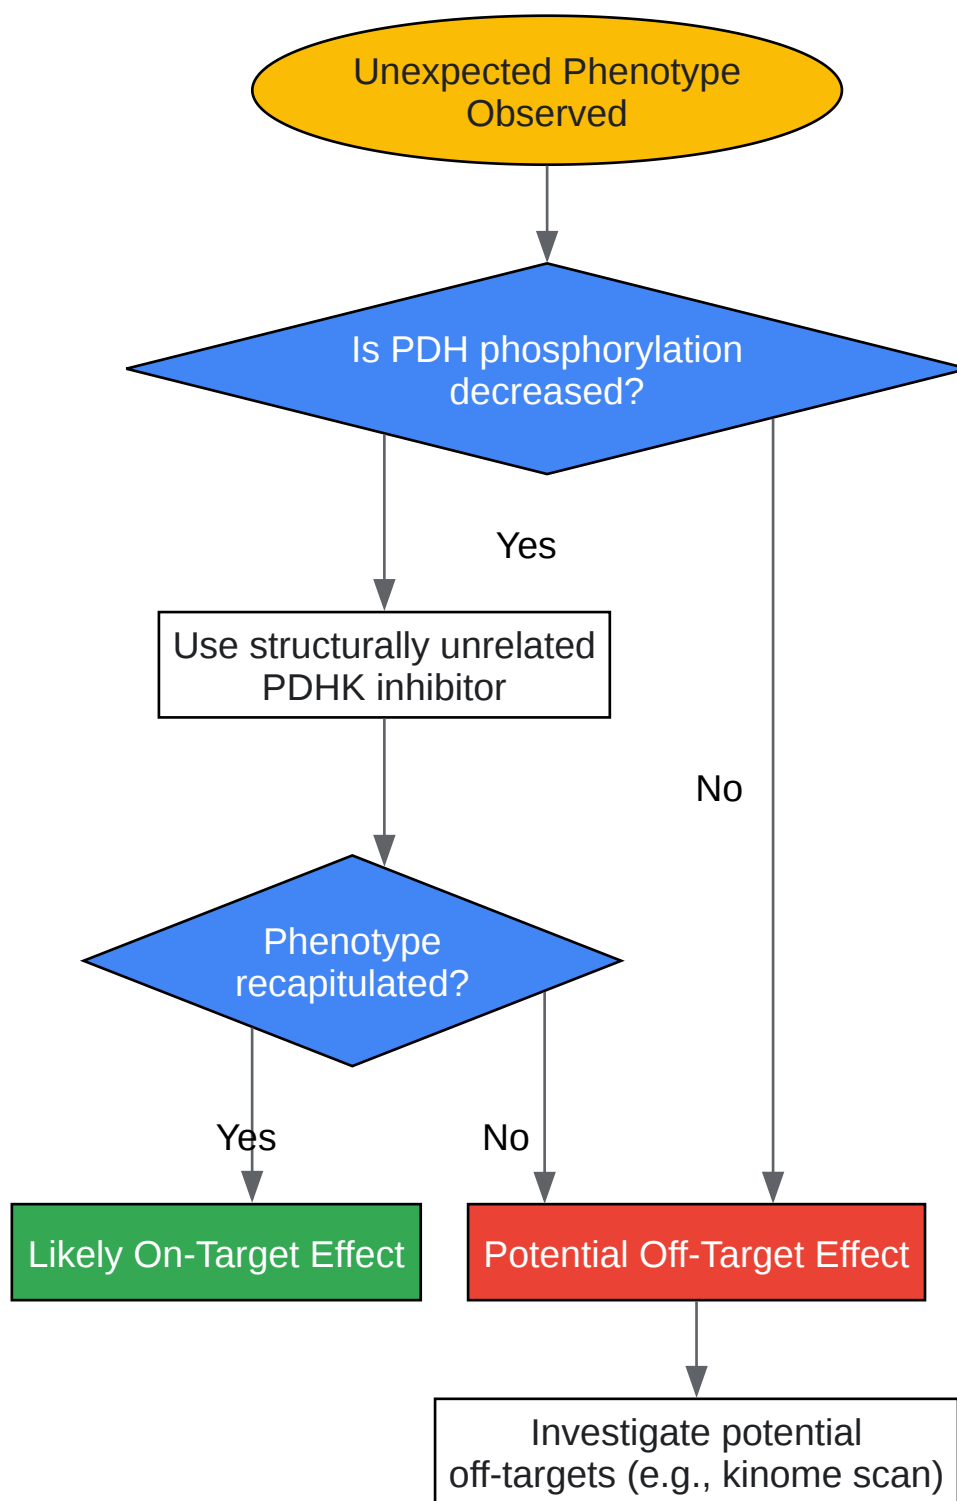 Unexpected Phenotype
Observed
Is PDH phosphorylation
decreased?
Yes
Use structurally unrelated
PDHK inhibitor
No
Phenotype
recapitulated?
Yes
No
Likely On-Target Effect
Potential Off-Target Effect
Investigate potential
off-targets (e.g., kinome scan)